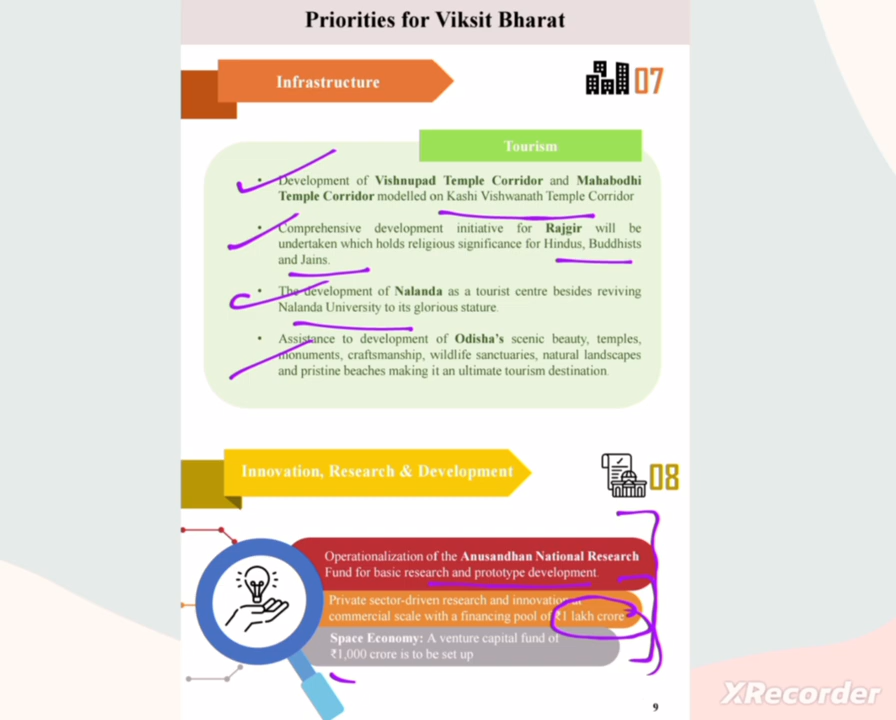 Priorities for Viksit Bharat
Infrastructure
07
Tourism
• Development of Vishnupad Temple Corridor and Mahabodhi
Temple Corridor modelled on Kashi Vishwanath Temple Corridor
• Comprehensive development initiative for Rajgir will be
undertaken which holds religious significance for Hindus, Buddhists
and Jains.
• The development of Nalanda as a tourist centre besides reviving
Nalanda University to its glorious stature.
• Assistance to development of Odisha's scenic beauty, temples,
monuments, craftsmanship, wildlife sanctuaries, natural landscapes
and pristine beaches making it an ultimate tourism destination.
Innovation, Research & Development
08
Operationalization of the Anusandhan National Research
Fund for basic research and prototype development.
Private sector-driven research and innovation
commercial scale with a financing pool of ₹1 lakh crore
Space Economy: A venture capital fund of
₹1,000 crore is to be set up
9
XRecorder